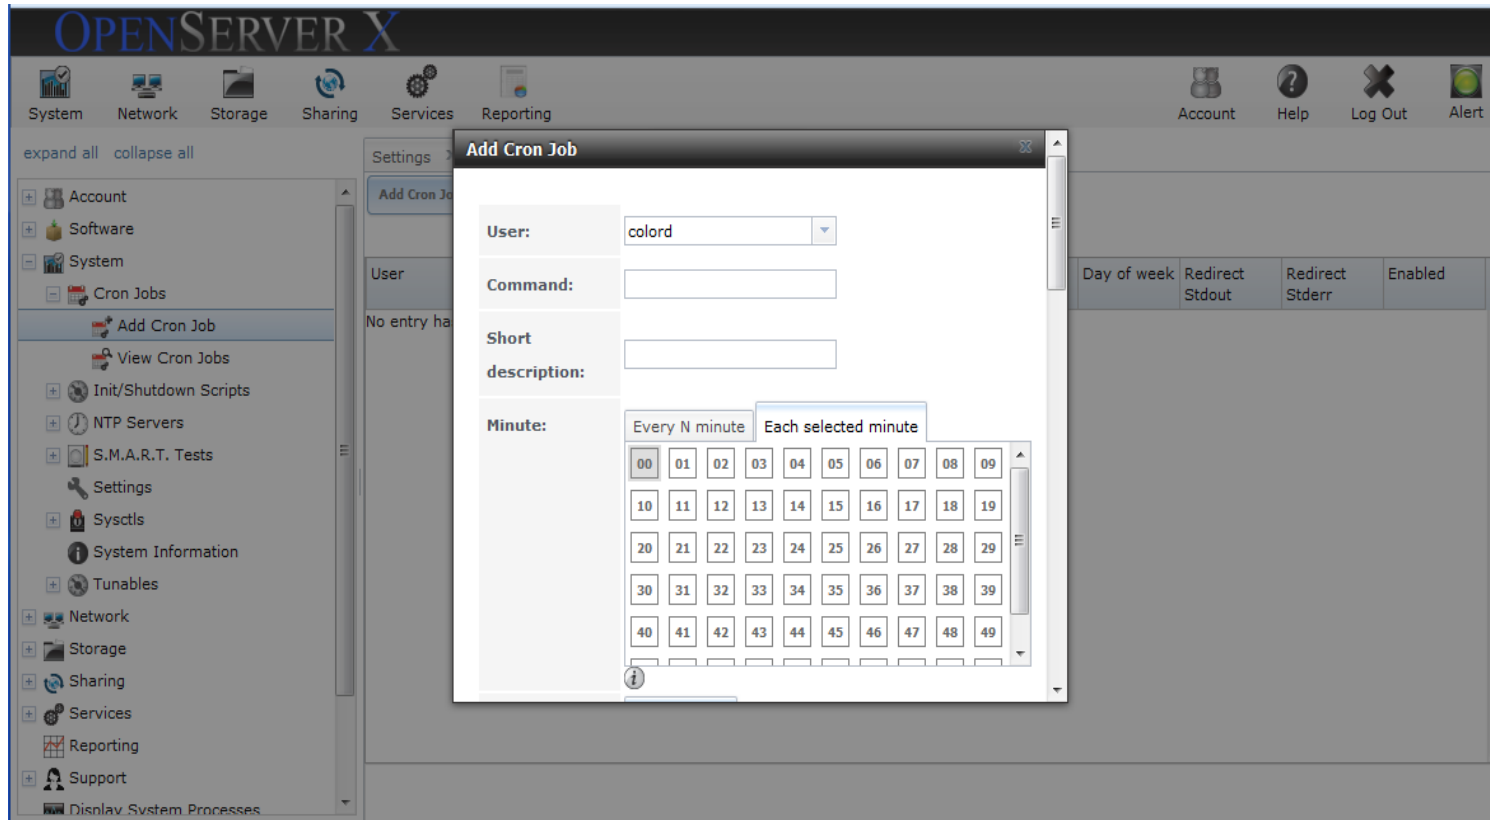 OPENSERVER X
System Network Storage Sharing Services Reporting Account Help Log Out Alert
expand all collapse all
Account
Software
System
Cron Jobs
Add Cron Job
View Cron Jobs
Init/Shutdown Scripts
NTP Servers
S.M.A.R.T. Tests
Settings
Sysctls
System Information
Tunables
Network
Storage
Sharing
Services
Reporting
Support
Display System Processes
Settings
Add Cron Jo
User Day of week Redirect Stdout Redirect Stderr Enabled
No entry ha
Add Cron Job
User: colord
Command:
Short description:
Minute: Every N minute Each selected minute
00 01 02 03 04 05 06 07 08 09
10 11 12 13 14 15 16 17 18 19
20 21 22 23 24 25 26 27 28 29
30 31 32 33 34 35 36 37 38 39
40 41 42 43 44 45 46 47 48 49